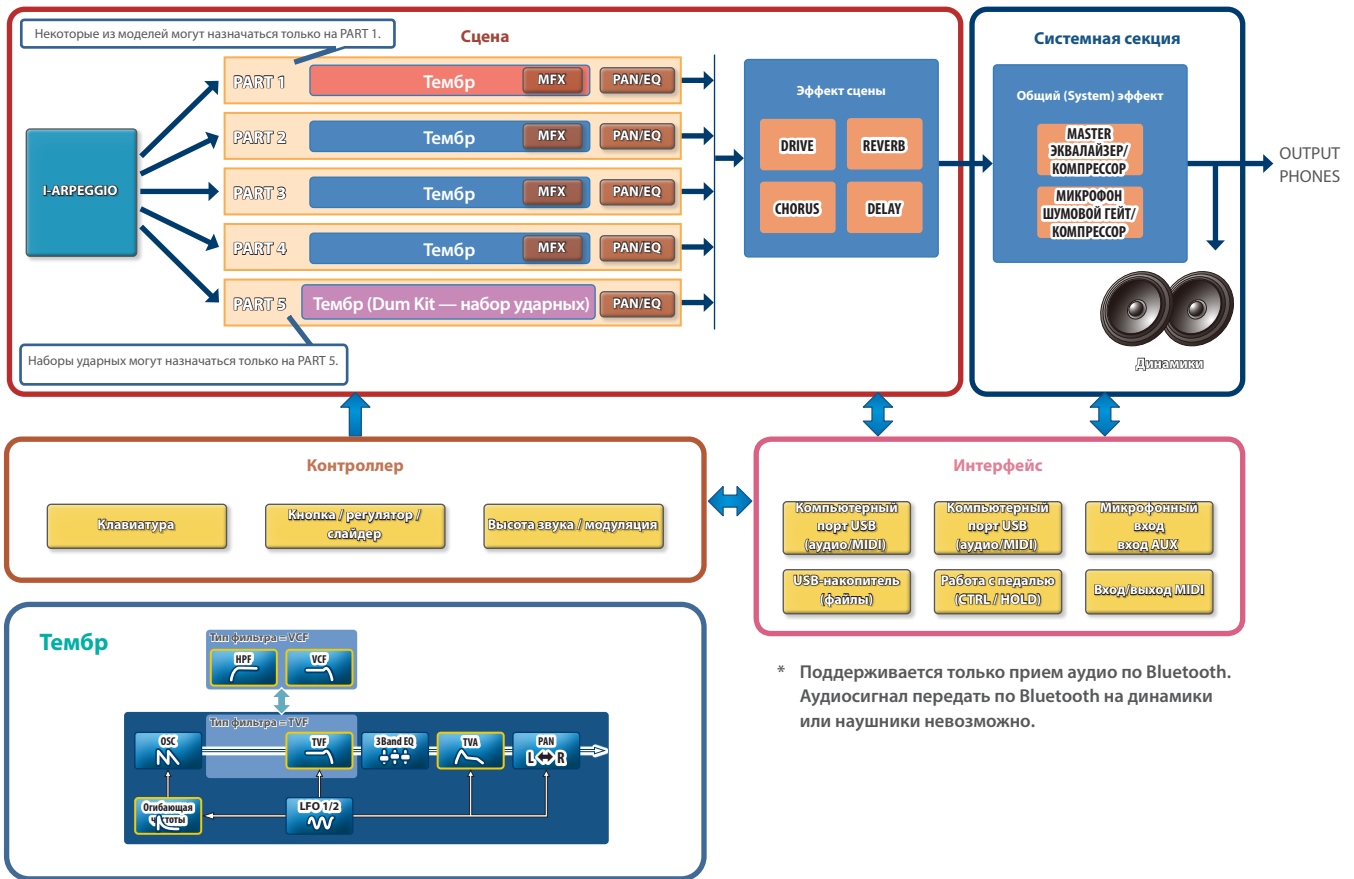 Некоторые из моделей могут назначаться только на PART 1.
Сцена
I-ARPEGGIO
PART 1
Тембр
MFX
PAN/EQ
PART 2
Тембр
MFX
PAN/EQ
PART 3
Тембр
MFX
PAN/EQ
PART 4
Тембр
MFX
PAN/EQ
PART 5
Тембр (Dum Kit — набор ударных)
PAN/EQ
Наборы ударных могут назначаться только на PART 5.
Эффект сцены
DRIVE
REVERB
CHORUS
DELAY
Системная секция
Общий (System) эффект
MASTER
ЭКВАЛАЙЗЕР/
КОМПРЕССОР
МИКРОФОН
ШУМОВОЙ ГЕЙТ/
КОМПРЕССОР
OUTPUT
PHONES
Динамики
Контроллер
Клавиатура
Кнопка / регулятор /
слайдер
Высота звука / модуляция
Интерфейс
Компьютерный
порт USB
(аудио/MIDI)
Компьютерный
порт USB
(аудио/MIDI)
Микрофонный
вход
вход AUX
USB-накопитель
(файлы)
Работа с педалью
(CTRL / HOLD)
Вход/выход MIDI
* Поддерживается только прием аудио по Bluetooth.
Аудиосигнал передать по Bluetooth на динамики
или наушники невозможно.
Тембр
Тип фильтра = VCF
HPF
VCF
Тип фильтра = TVF
OSC
TVF
3Band EQ
TVA
PAN
L R
Огибающая
частоты
LFO 1/2